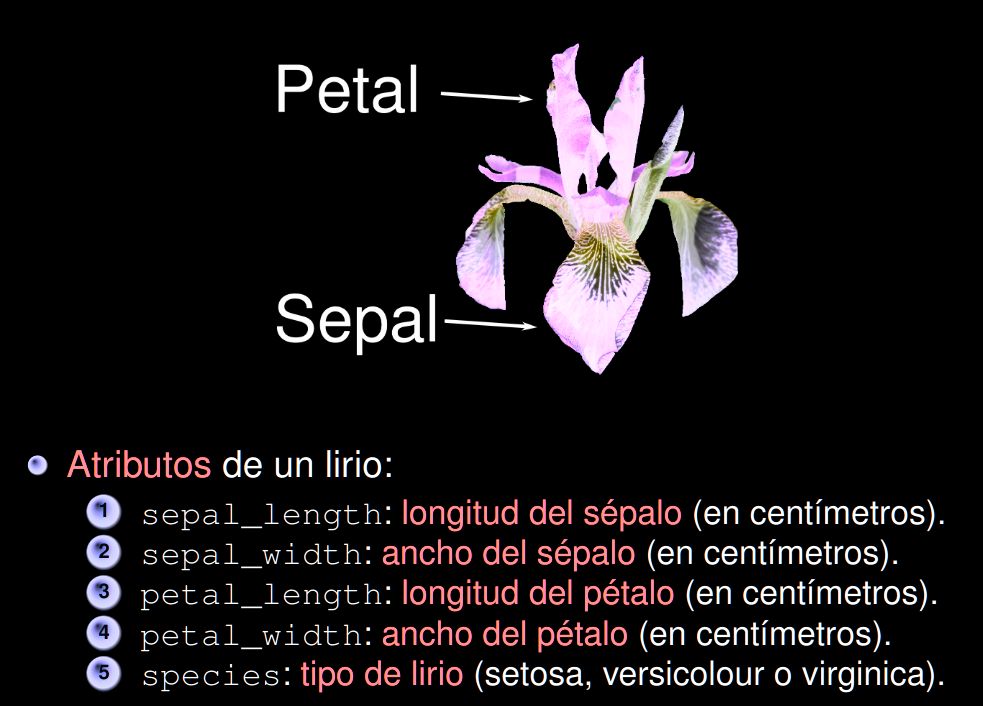 Petal
Sepal
Atributos de un lirio:
1 sepal_length: longitud del sépalo (en centímetros).
2 sepal_width: ancho del sépalo (en centímetros).
3 petal_length: longitud del pétalo (en centímetros).
4 petal_width: ancho del pétalo (en centímetros).
5 species: tipo de lirio (setosa, versicolour o virginica).